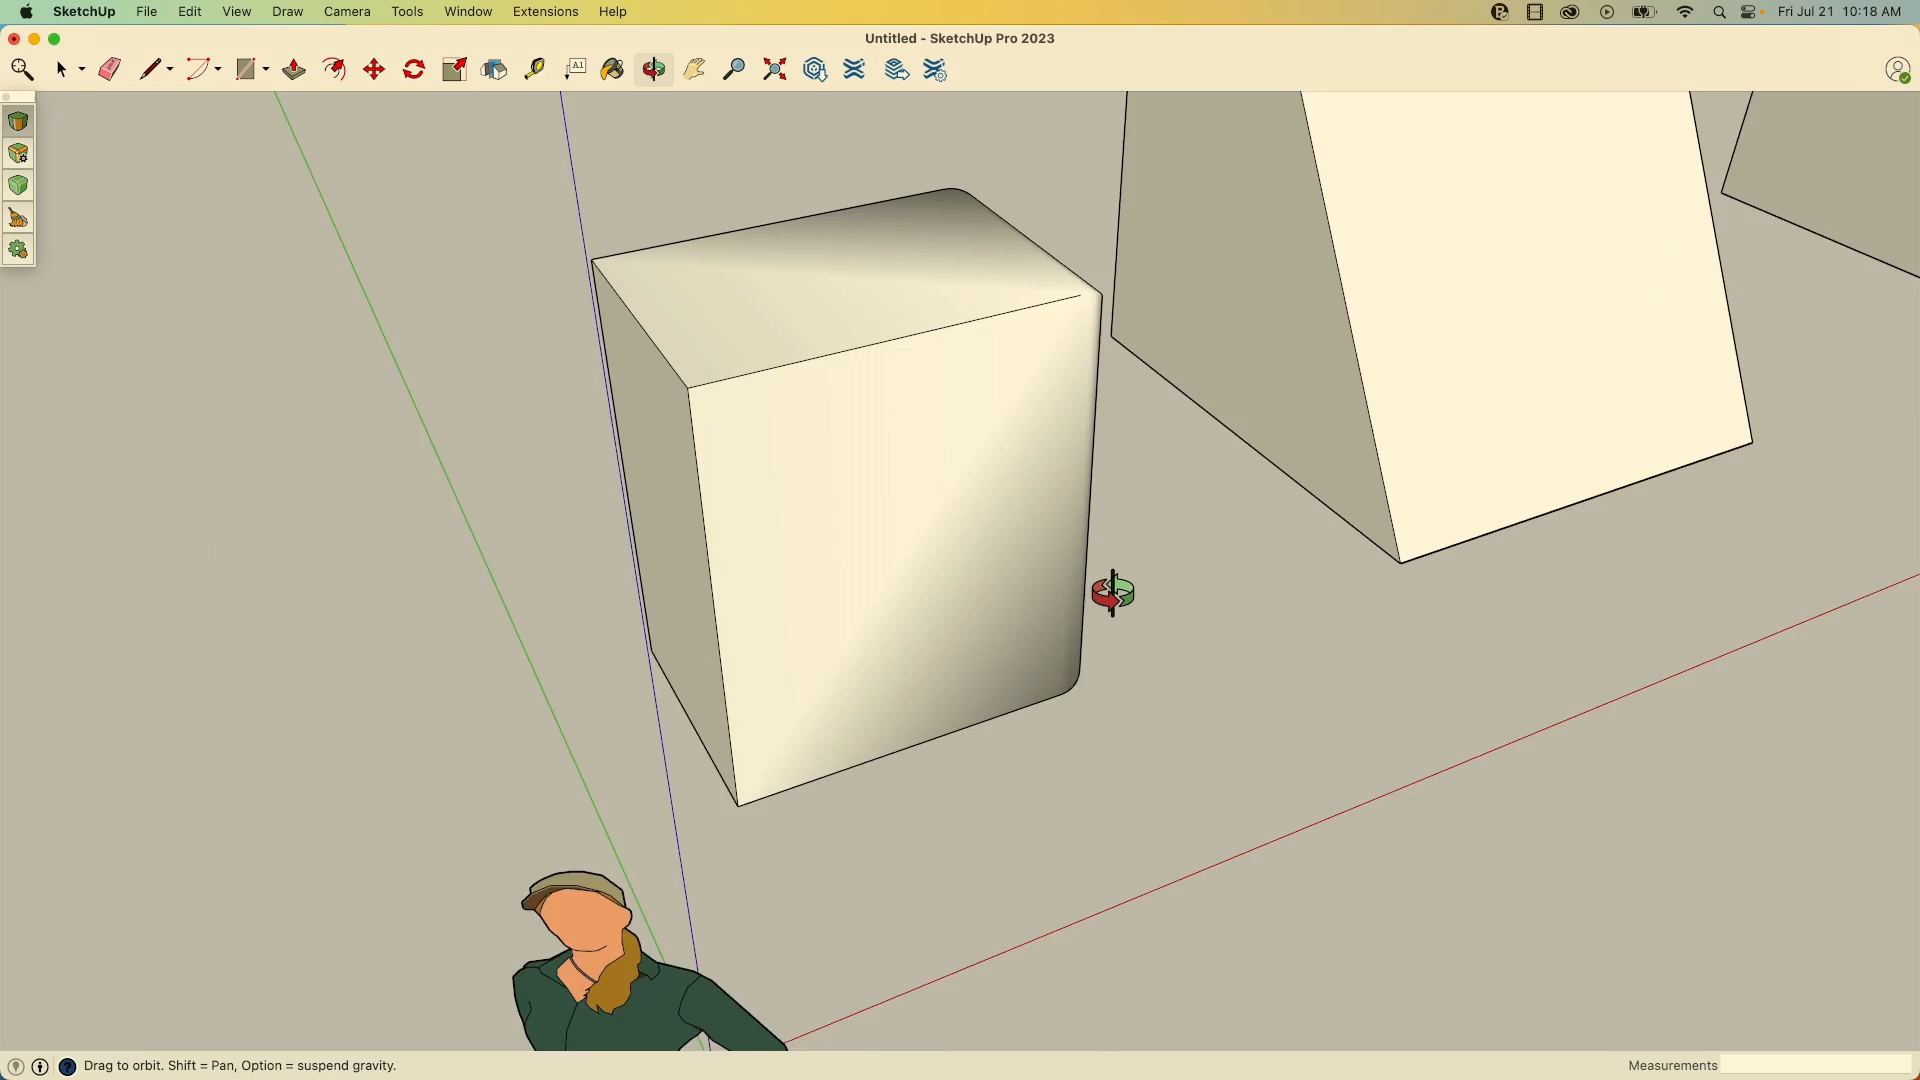 SketchUp File Edit View Draw Camera Tools Window Extensions Help Fri Jul 21 10:18 AM
Untitled - SketchUp Pro 2023
A1
Drag to orbit. Shift = Pan, Option = suspend gravity. Measurements